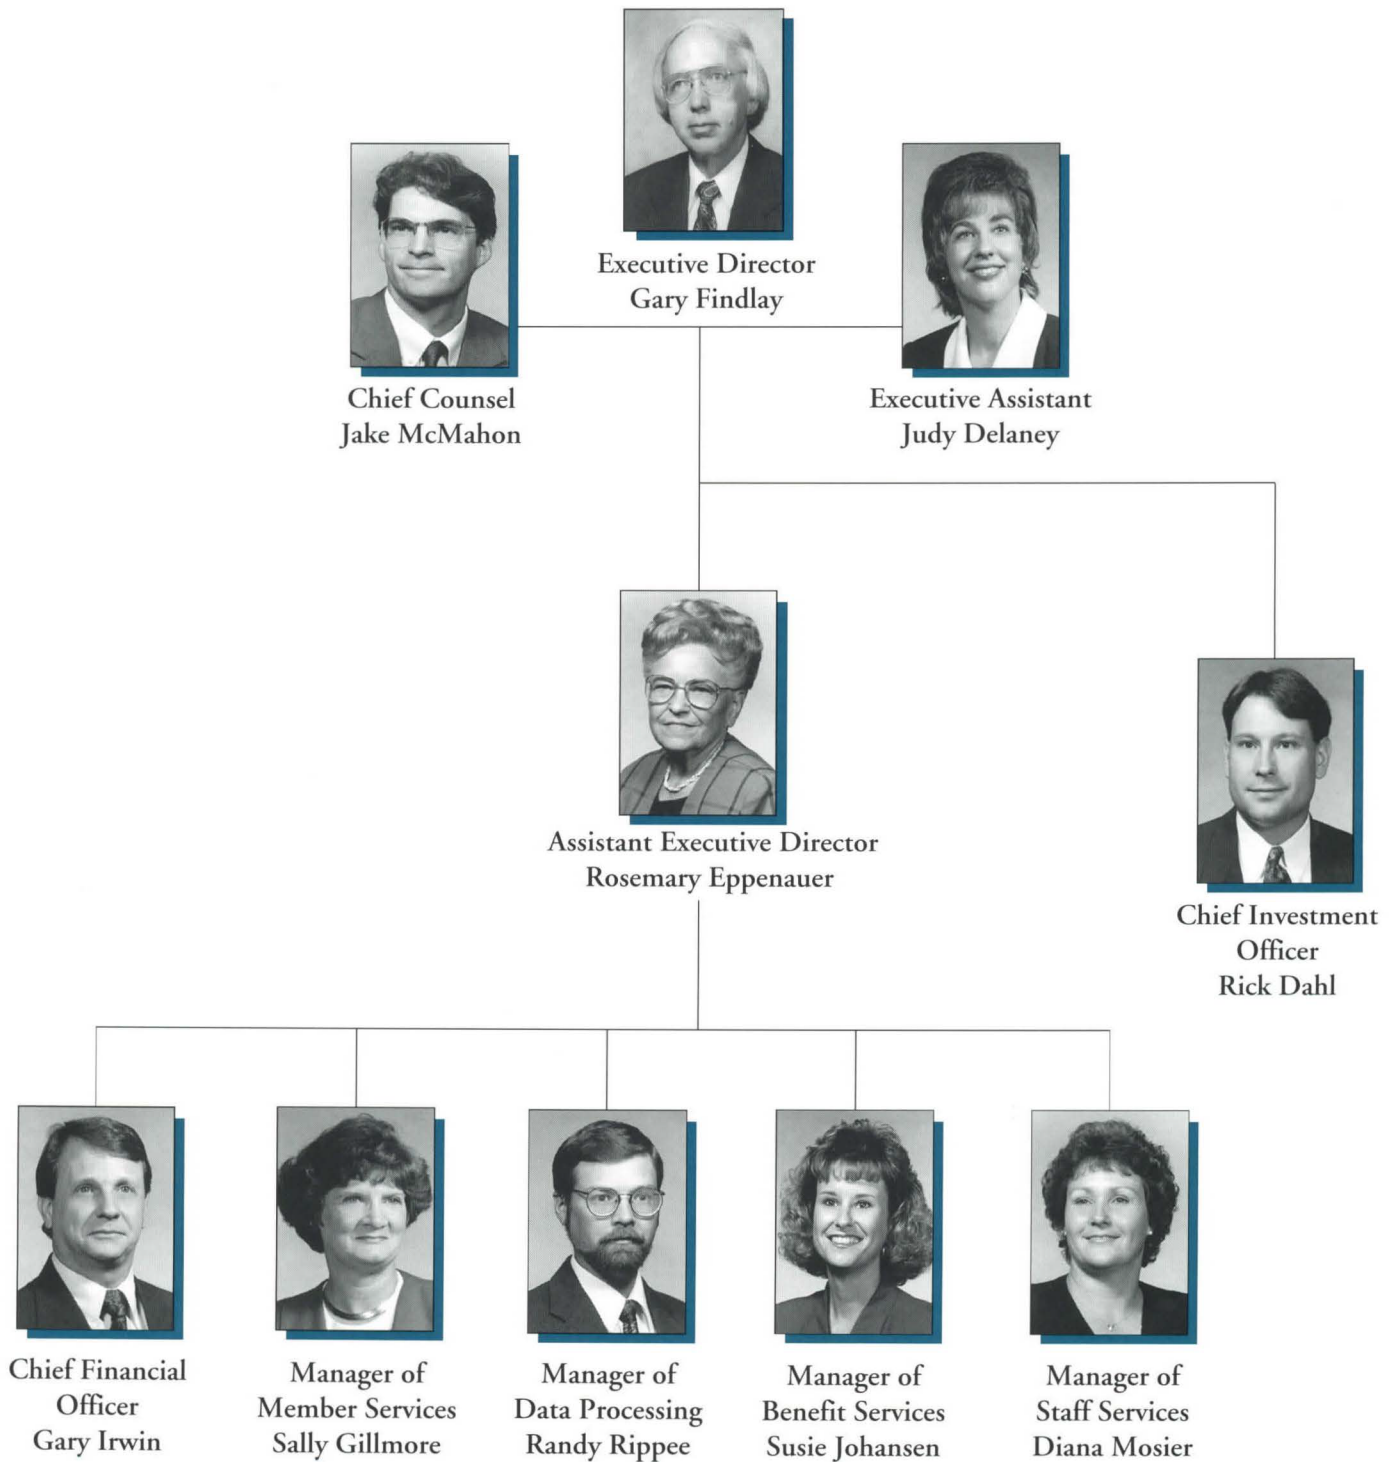 Executive Director
Gary Findlay
Chief Counsel
Jake McMahon
Executive Assistant
Judy Delaney
Assistant Executive Director
Rosemary Eppenauer
Chief Investment
Officer
Rick Dahl
Chief Financial
Officer
Gary Irwin
Manager of
Member Services
Sally Gillmore
Manager of
Data Processing
Randy Rippee
Manager of
Benefit Services
Susie Johansen
Manager of
Staff Services
Diana Mosier